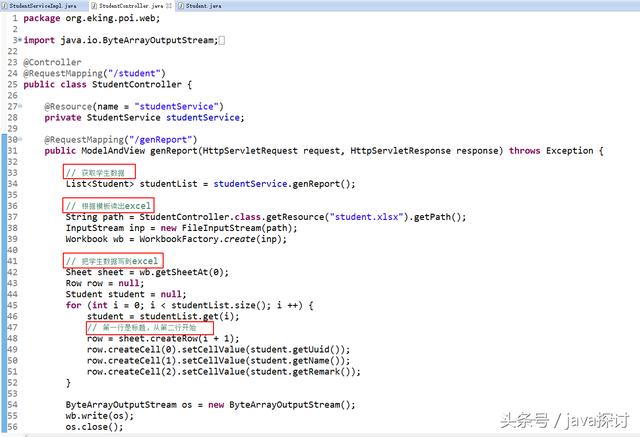 StudentServiceImpl.java StudentController.java Student.java
1 package org.eking.poi.web;
2
3 import java.io.ByteArrayOutputStream;
22
23 @Controller
24 @RequestMapping("/student")
25 public class StudentController {
26
27 @Resource(name = "studentService")
28 private StudentService studentService;
29
30 @RequestMapping("/genReport")
31 public ModelAndView genReport(HttpServletRequest request, HttpServletResponse response) throws Exception {
32
33 // 获取学生数据
34 List<Student> studentList = studentService.genReport();
35
36 // 根据模板读出excel
37 String path = StudentController.class.getResource("student.xlsx").getPath();
38 InputStream inp = new FileInputStream(path);
39 Workbook wb = WorkbookFactory.create(inp);
40
41 // 把学生数据写到excel
42 Sheet sheet = wb.getSheetAt(0);
43 Row row = null;
44 Student student = null;
45 for (int i = 0; i < studentList.size(); i ++) {
46 student = studentList.get(i);
47 // 第一行是标题，从第二行开始
48 row = sheet.createRow(i + 1);
49 row.createCell(0).setCellValue(student.getUuid());
50 row.createCell(1).setCellValue(student.getName());
51 row.createCell(2).setCellValue(student.getRemark());
52 }
53
54 ByteArrayOutputStream os = new ByteArrayOutputStream();
55 wb.write(os);
56 os.close();
头条号／java探讨